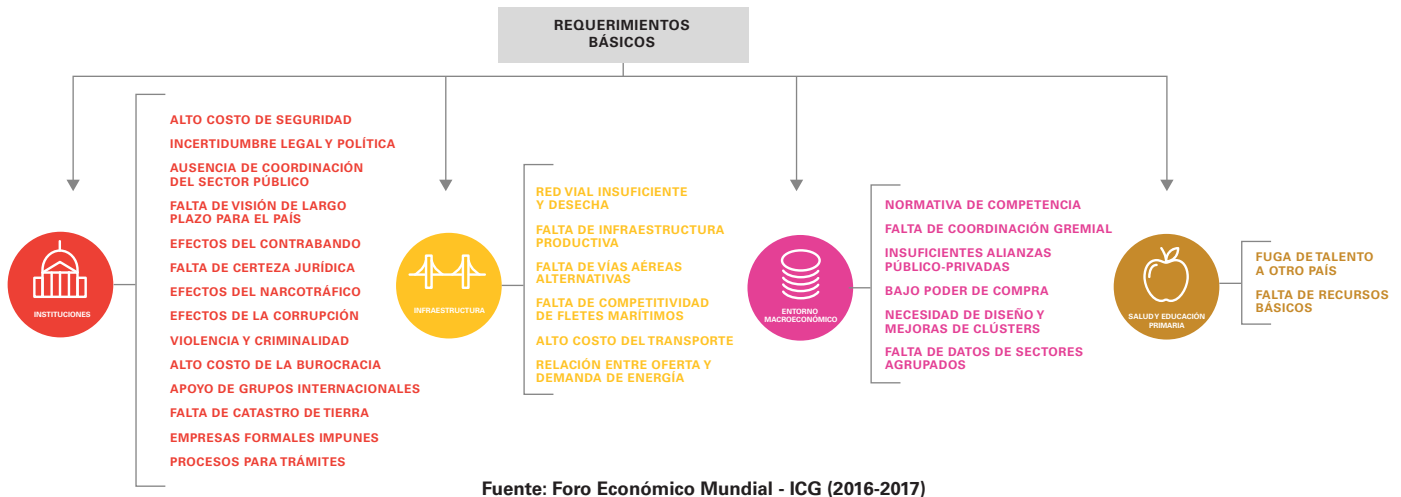 REQUERIMIENTOS
BÁSICOS
ALTO COSTO DE SEGURIDAD
INCERTIDUMBRE LEGAL Y POLÍTICA
AUSENCIA DE COORDINACIÓN
DEL SECTOR PÚBLICO
FALTA DE VISIÓN DE LARGO
PLAZO PARA EL PAÍS
EFECTOS DEL CONTRABANDO
FALTA DE CERTEZA JURÍDICA
EFECTOS DEL NARCOTRÁFICO
EFECTOS DE LA CORRUPCIÓN
VIOLENCIA Y CRIMINALIDAD
ALTO COSTO DE LA BUROCRACIA
APOYO DE GRUPOS INTERNACIONALES
FALTA DE CATASTRO DE TIERRA
EMPRESAS FORMALES IMPUNES
PROCESOS PARA TRÁMITES
INSTITUCIONES
RED VIAL INSUFICIENTE
Y DESECHA
FALTA DE INFRAESTRUCTURA
PRODUCTIVA
FALTA DE VÍAS AÉREAS
ALTERNATIVAS
FALTA DE COMPETITIVIDAD
DE FLETES MARÍTIMOS
ALTO COSTO DEL TRANSPORTE
RELACIÓN ENTRE OFERTA Y
DEMANDA DE ENERGÍA
INFRAESTRUCTURA
NORMATIVA DE COMPETENCIA
FALTA DE COORDINACIÓN GREMIAL
INSUFICIENTES ALIANZAS
PÚBLICO-PRIVADAS
BAJO PODER DE COMPRA
NECESIDAD DE DISEÑO Y
MEJORAS DE CLÚSTERS
FALTA DE DATOS DE SECTORES
AGRUPADOS
ENTORNO
MACROECONÓMICO
FUGA DE TALENTO
A OTRO PAÍS
FALTA DE RECURSOS
BÁSICOS
SALUD Y EDUCACIÓN
PRIMARIA
Fuente: Foro Económico Mundial - ICG (2016-2017)